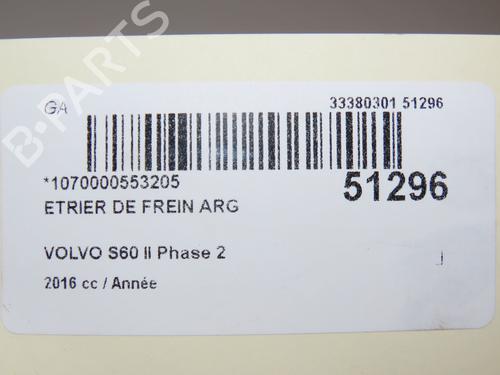 B-PARTS
GA
33380301 51296
*1070000553205
51296
ETRIER DE FREIN ARG
VOLVO S60 II Phase 2
2016 cc / Année